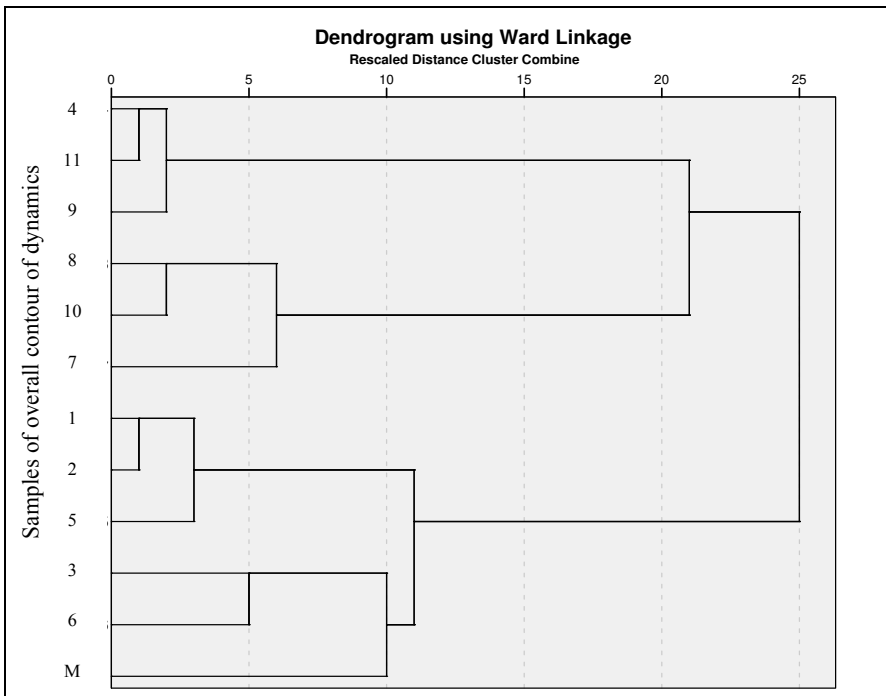 Dendrogram using Ward Linkage
Rescaled Distance Cluster Combine
0 5 10 15 20 25
Samples of overall contour of dynamics
4
11
9
8
10
7
1
2
5
3
6
M